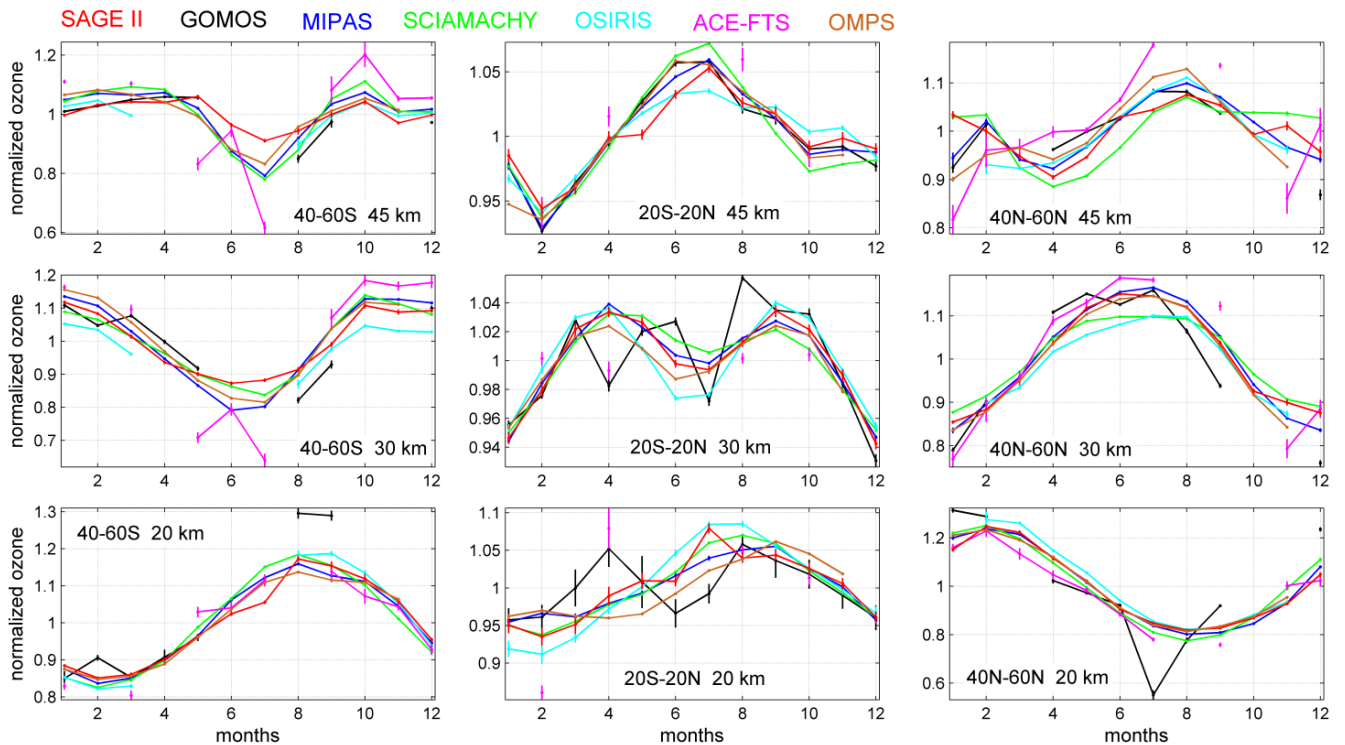 SAGE II GOMOS MIPAS SCIAMACHY OSIRIS ACE-FTS OMPS
normalized ozone
1.2
1
0.8
0.6
2 4 6 8 10 12
40-60S 45 km
1.05
1
0.95
2 4 6 8 10 12
20S-20N 45 km
1.1
1
0.9
0.8
2 4 6 8 10 12
40N-60N 45 km
normalized ozone
1.2
1.1
1
0.9
0.8
0.7
2 4 6 8 10 12
40-60S 30 km
1.04
1.02
1
0.98
0.96
0.94
2 4 6 8 10 12
20S-20N 30 km
1.1
1
0.9
0.8
2 4 6 8 10 12
40N-60N 30 km
normalized ozone
1.3
1.2
1.1
1
0.9
0.8
40-60S 20 km
2 4 6 8 10 12
months
1.1
1.05
1
0.95
0.9
20S-20N 20 km
2 4 6 8 10 12
months
1.2
1
0.8
0.6
40N-60N 20 km
2 4 6 8 10 12
months